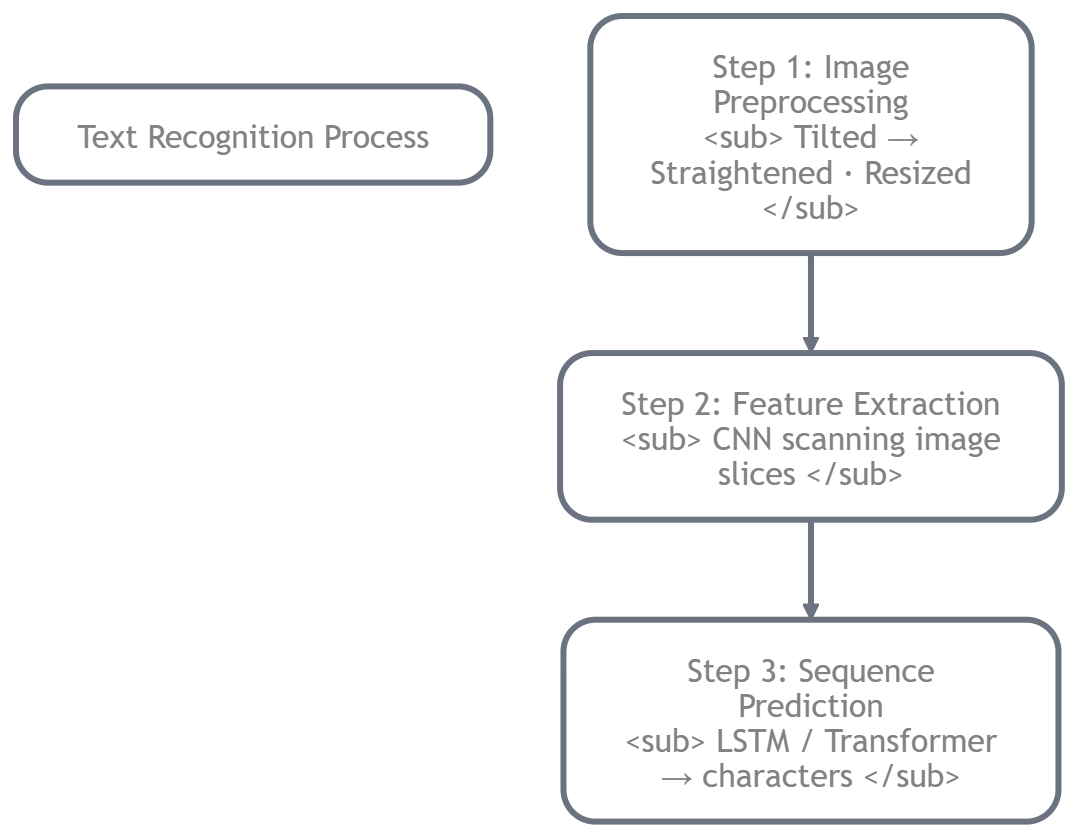 Text Recognition Process
Step 1: Image
Preprocessing
<sub> Tilted →
Straightened · Resized
</sub>
Step 2: Feature Extraction
<sub> CNN scanning image
slices </sub>
Step 3: Sequence
Prediction
<sub> LSTM / Transformer
→ characters </sub>